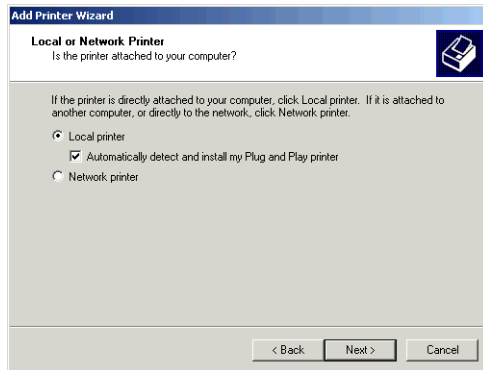 Add Printer Wizard
Local or Network Printer
Is the printer attached to your computer?
If the printer is directly attached to your computer, click Local printer. If it is attached to
another computer, or directly to the network, click Network printer.
Local printer
Automatically detect and install my Plug and Play printer
Network printer
< Back Next > Cancel